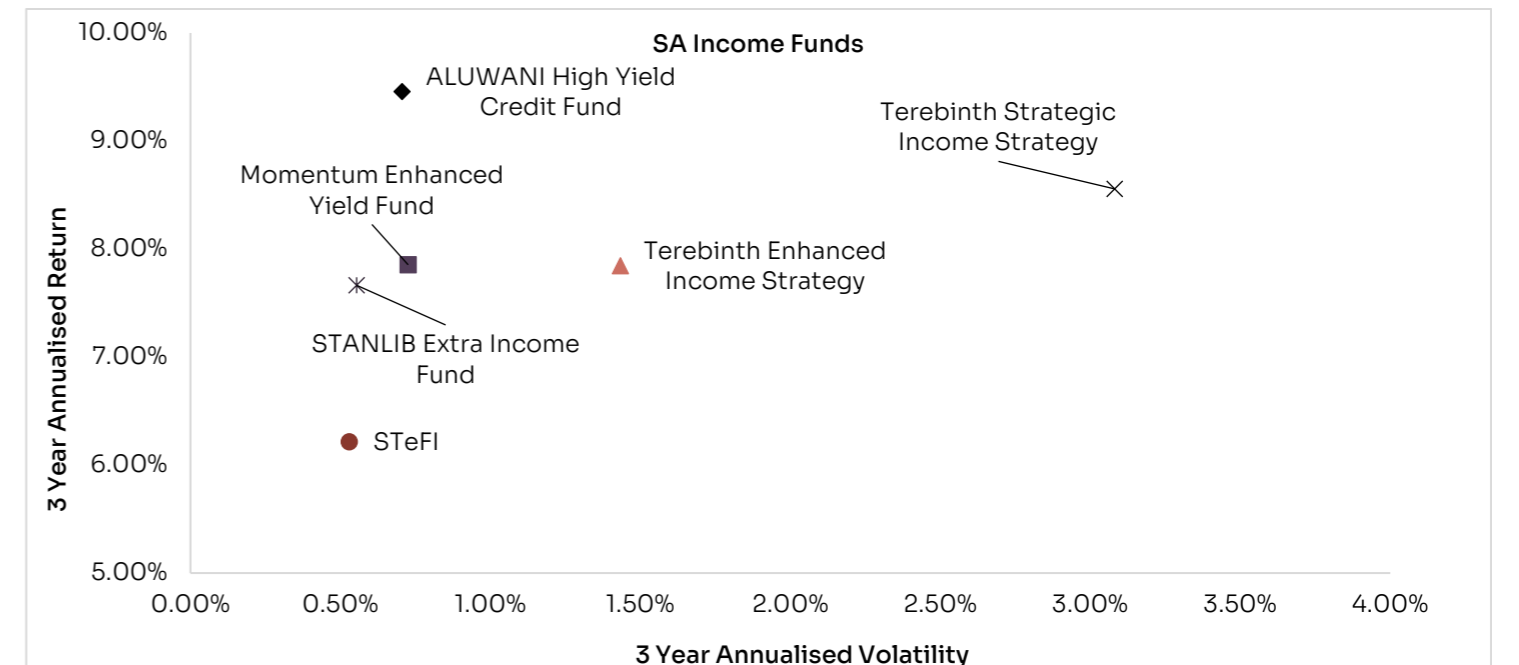 SA Income Funds
10.00%
9.00%
8.00%
7.00%
6.00%
5.00%
3 Year Annualised Return
ALUWANI High Yield
Credit Fund
Terebinth Strategic
Income Strategy
Momentum Enhanced
Yield Fund
Terebinth Enhanced
Income Strategy
STANLIB Extra Income
Fund
STeFI
0.00% 0.50% 1.00% 1.50% 2.00% 2.50% 3.00% 3.50% 4.00%
3 Year Annualised Volatility